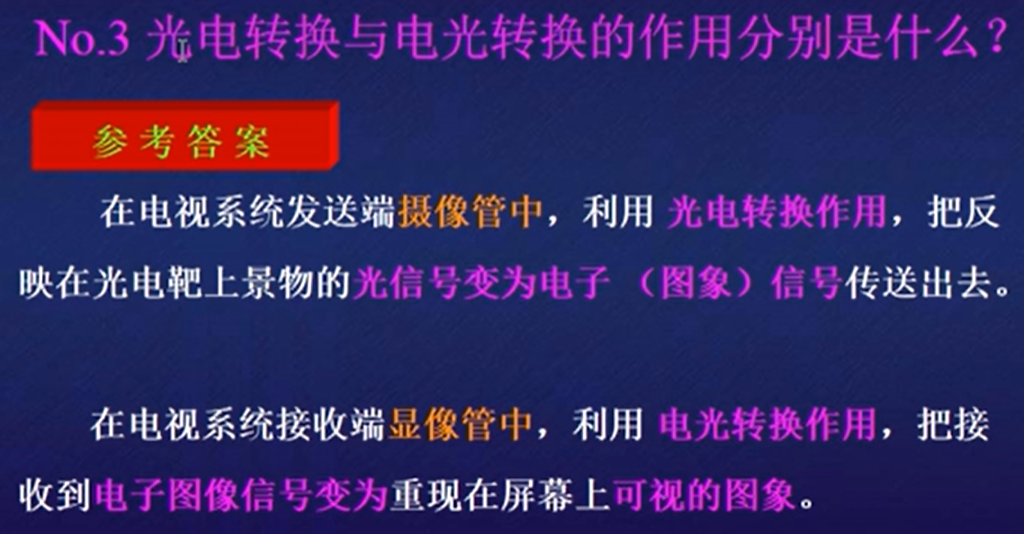 No.3 光电转换与电光转换的作用分别是什么？
参考答案
在电视系统发送端摄像管中，利用 光电转换作用，把反
映在光电靶上景物的光信号变为电子 （图象）信号传送出去。
在电视系统接收端显像管中，利用 电光转换作用，把接
收到电子图像信号变为重现在屏幕上可视的图象。